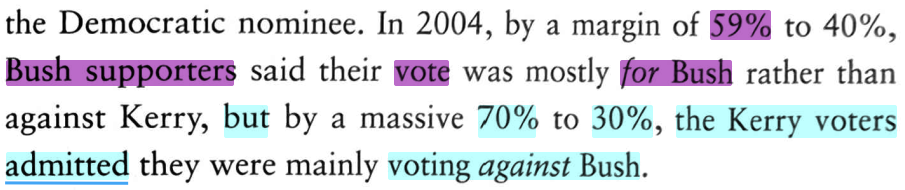 the Democratic nominee. In 2004, by a margin of 59% to 40%,
Bush supporters said their vote was mostly for Bush rather than
against Kerry, but by a massive 70% to 30%, the Kerry voters
admitted they were mainly voting against Bush.